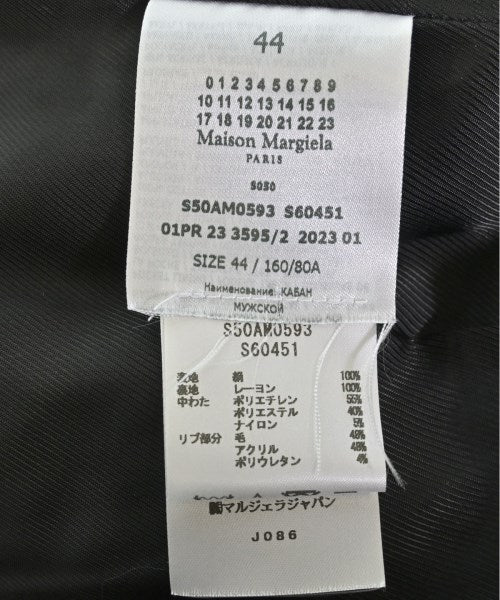 44
0 1 2 3 4 5 6 7 8 9
10 11 12 13 14 15 16
17 18 19 20 21 22 23
Maison Margiela
PARIS
S0S0
S50AM0593 S60451
01PR 23 3595/2 2023 01
SIZE 44 / 160/80A
Наименование: КАБАН
МУЖСКОЙ
S50AM0593
S60451
表地 綿 100%
裏地 レーヨン 100%
中わた ポリエチレン 55%
ポリエステル 40%
ナイロン 5%
リブ部分 毛 48%
アクリル 48%
ポリウレタン 4%
㈱マルジェラジャパン
J086